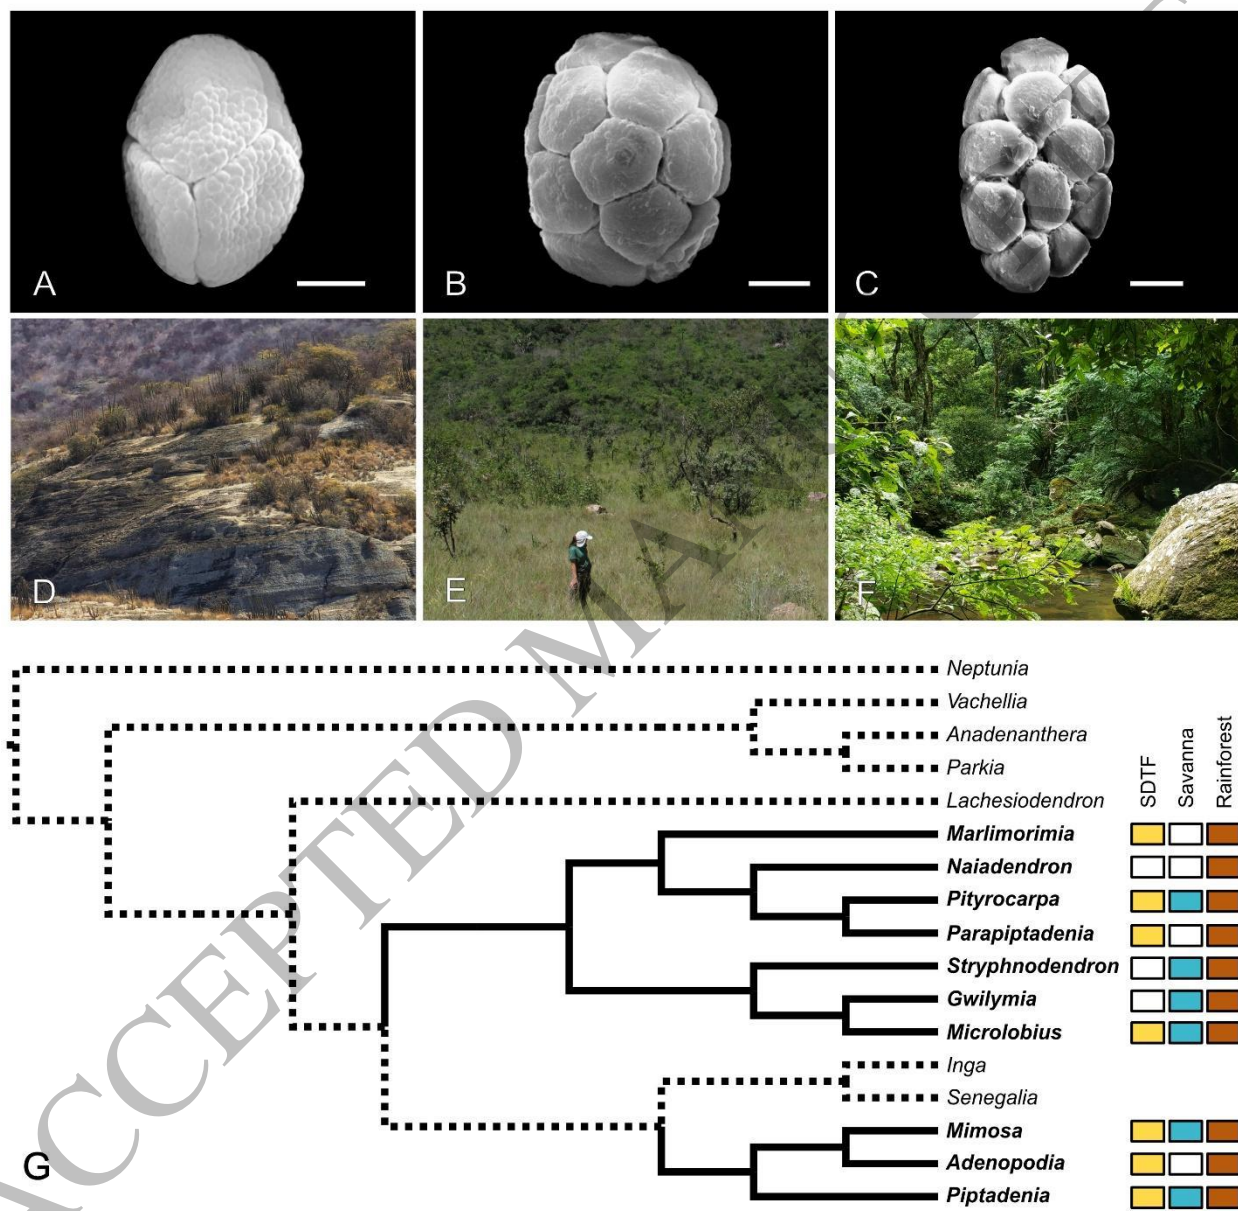 A
B
C
D
E
F
SDTF
Savanna
Rainforest
Neptunia
Vachellia
Anadenanthera
Parkia
Lachesiodendron
Marlimorimia
Naiadendron
Pityrocarpa
Parapiptadenia
Stryphnodendron
Gwilymia
Microlobius
Inga
Senegalia
Mimosa
Adenopodia
Piptadenia
G
ACCEPTED MA